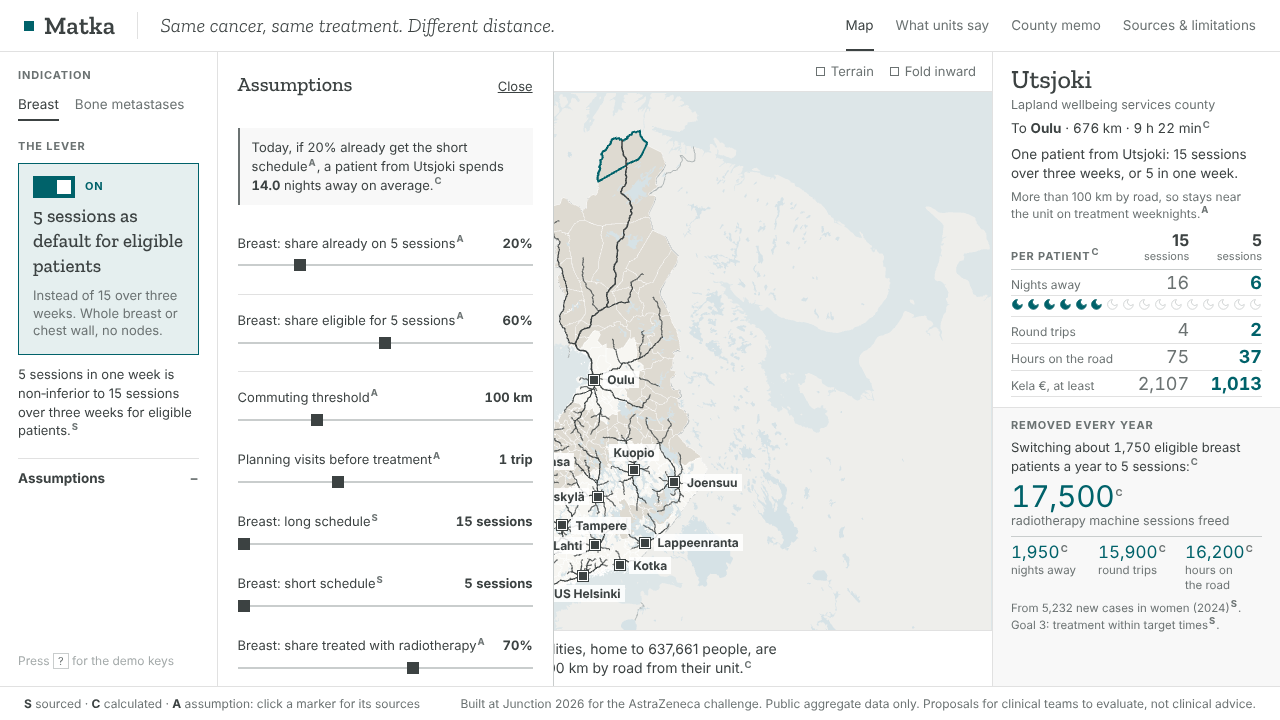 Matka
Same cancer, same treatment. Different distance.
Map
What units say
County memo
Sources & limitations
INDICATION
Breast
Bone metastases
THE LEVER
ON
5 sessions as
default for eligible
patients
Instead of 15 over three
weeks. Whole breast or
chest wall, no nodes.
5 sessions in one week is
non-inferior to 15 sessions
over three weeks for eligible
patients.S
Assumptions –
Press ? for the demo keys
Assumptions
Close
Today, if 20% already get the short
scheduleA, a patient from Utsjoki spends
14.0 nights away on average.C
Breast: share already on 5 sessionsA 20%
Breast: share eligible for 5 sessionsA 60%
Commuting thresholdA 100 km
Planning visits before treatmentA 1 trip
Breast: long scheduleS 15 sessions
Breast: short scheduleS 5 sessions
Breast: share treated with radiotherapyA 70%
Terrain
Fold inward
Oulu
Kuopio
asa
Joensuu
skylä
Tampere
Lahti
Lappeenranta
Kotka
US Helsinki
lities, home to 637,661 people, are
00 km by road from their unit.C
Utsjoki
Lapland wellbeing services county
To Oulu · 676 km · 9 h 22 minC
One patient from Utsjoki: 15 sessions
over three weeks, or 5 in one week.
More than 100 km by road, so stays near
the unit on treatment weeknights.A
PER PATIENTC 15 sessions 5 sessions
Nights away 16 6
Round trips 4 2
Hours on the road 75 37
Kela €, at least 2,107 1,013
REMOVED EVERY YEAR
Switching about 1,750 eligible breast
patients a year to 5 sessions:C
17,500C
radiotherapy machine sessions freed
1,950C 15,900C 16,200C
nights away round trips hours on
the road
From 5,232 new cases in women (2024)S.
Goal 3: treatment within target timesS.
S sourced · C calculated · A assumption: click a marker for its sources
Built at Junction 2026 for the AstraZeneca challenge. Public aggregate data only. Proposals for clinical teams to evaluate, not clinical advice.